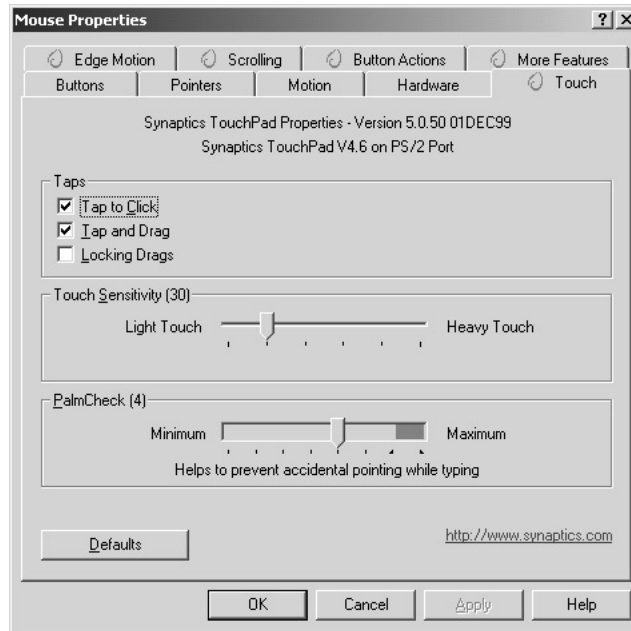 Mouse Properties
Edge Motion Scrolling Button Actions More Features
Buttons Pointers Motion Hardware Touch
Synaptics TouchPad Properties - Version 5.0.50 01DEC99
Synaptics TouchPad V4.6 on PS/2 Port
Taps
Tap to Click
Tap and Drag
Locking Drags
Touch Sensitivity (30)
Light Touch Heavy Touch
PalmCheck (4)
Minimum Maximum
Helps to prevent accidental pointing while typing
Defaults http://www.synaptics.com
OK Cancel Apply Help